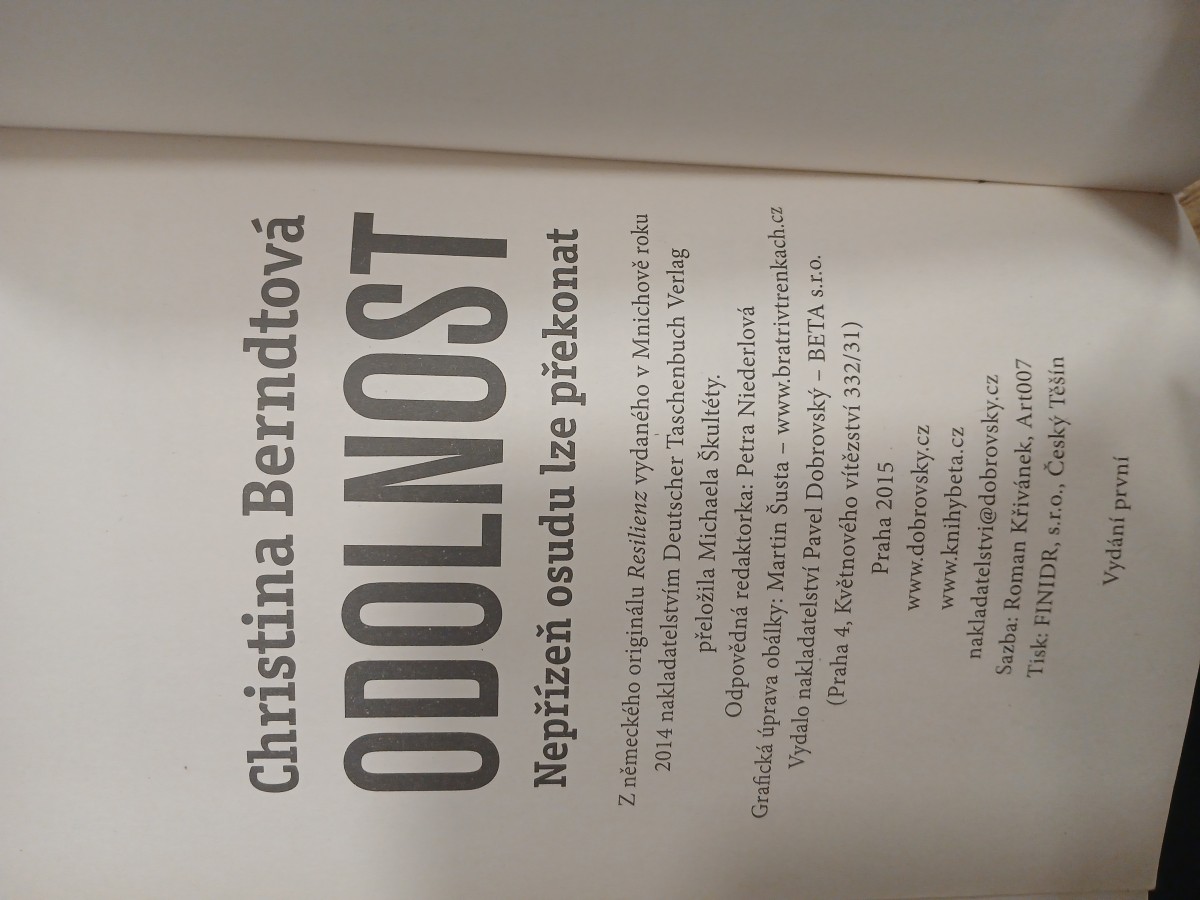 Christina Berndtová
ODOLNOST
Nepřízeň osudu lze překonat
Z německého originálu Resilienz vydaného v Mnichově roku
2014 nakladatelstvím Deutscher Taschenbuch Verlag
přeložila Michaela Škultéty.
Odpovědná redaktorka: Petra Niederlová
Grafická úprava obálky: Martin Šusta – www.bratrivtrenkach.cz
Vydalo nakladatelství Pavel Dobrovský – BETA s.r.o.
(Praha 4, Květnového vítězství 332/31)
Praha 2015
www.dobrovsky.cz
www.knihybeta.cz
nakladatelstvi@dobrovsky.cz
Sazba: Roman Křivánek, Art007
Tisk: FINIDR, s.r.o., Český Těšín
Vydání první